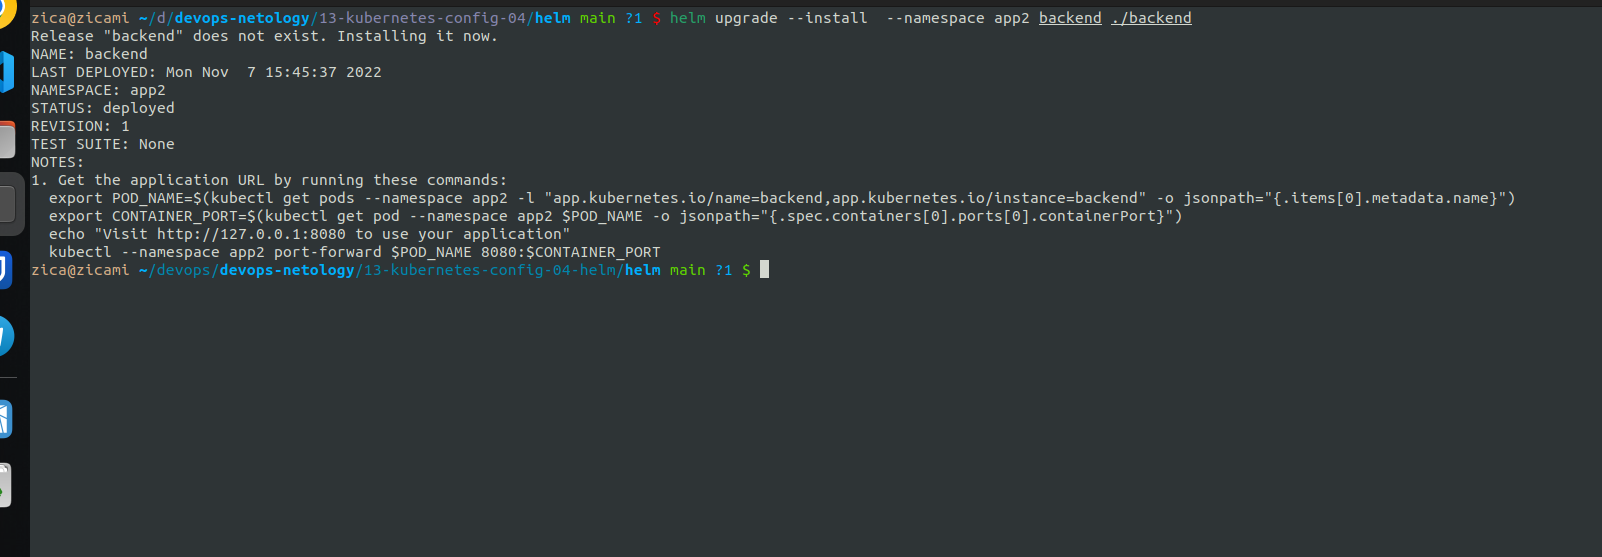 zica@zicami ~/d/devops-netology/13-kubernetes-config-04/helm main ?1 $ helm upgrade --install  --namespace app2 backend ./backend
Release "backend" does not exist. Installing it now.
NAME: backend
LAST DEPLOYED: Mon Nov  7 15:45:37 2022
NAMESPACE: app2
STATUS: deployed
REVISION: 1
TEST SUITE: None
NOTES:
1. Get the application URL by running these commands:
  export POD_NAME=$(kubectl get pods --namespace app2 -l "app.kubernetes.io/name=backend,app.kubernetes.io/instance=backend" -o jsonpath="{.items[0].metadata.name}")
  export CONTAINER_PORT=$(kubectl get pod --namespace app2 $POD_NAME -o jsonpath="{.spec.containers[0].ports[0].containerPort}")
  echo "Visit http://127.0.0.1:8080 to use your application"
  kubectl --namespace app2 port-forward $POD_NAME 8080:$CONTAINER_PORT
zica@zicami ~/devops/devops-netology/13-kubernetes-config-04-helm/helm main ?1 $